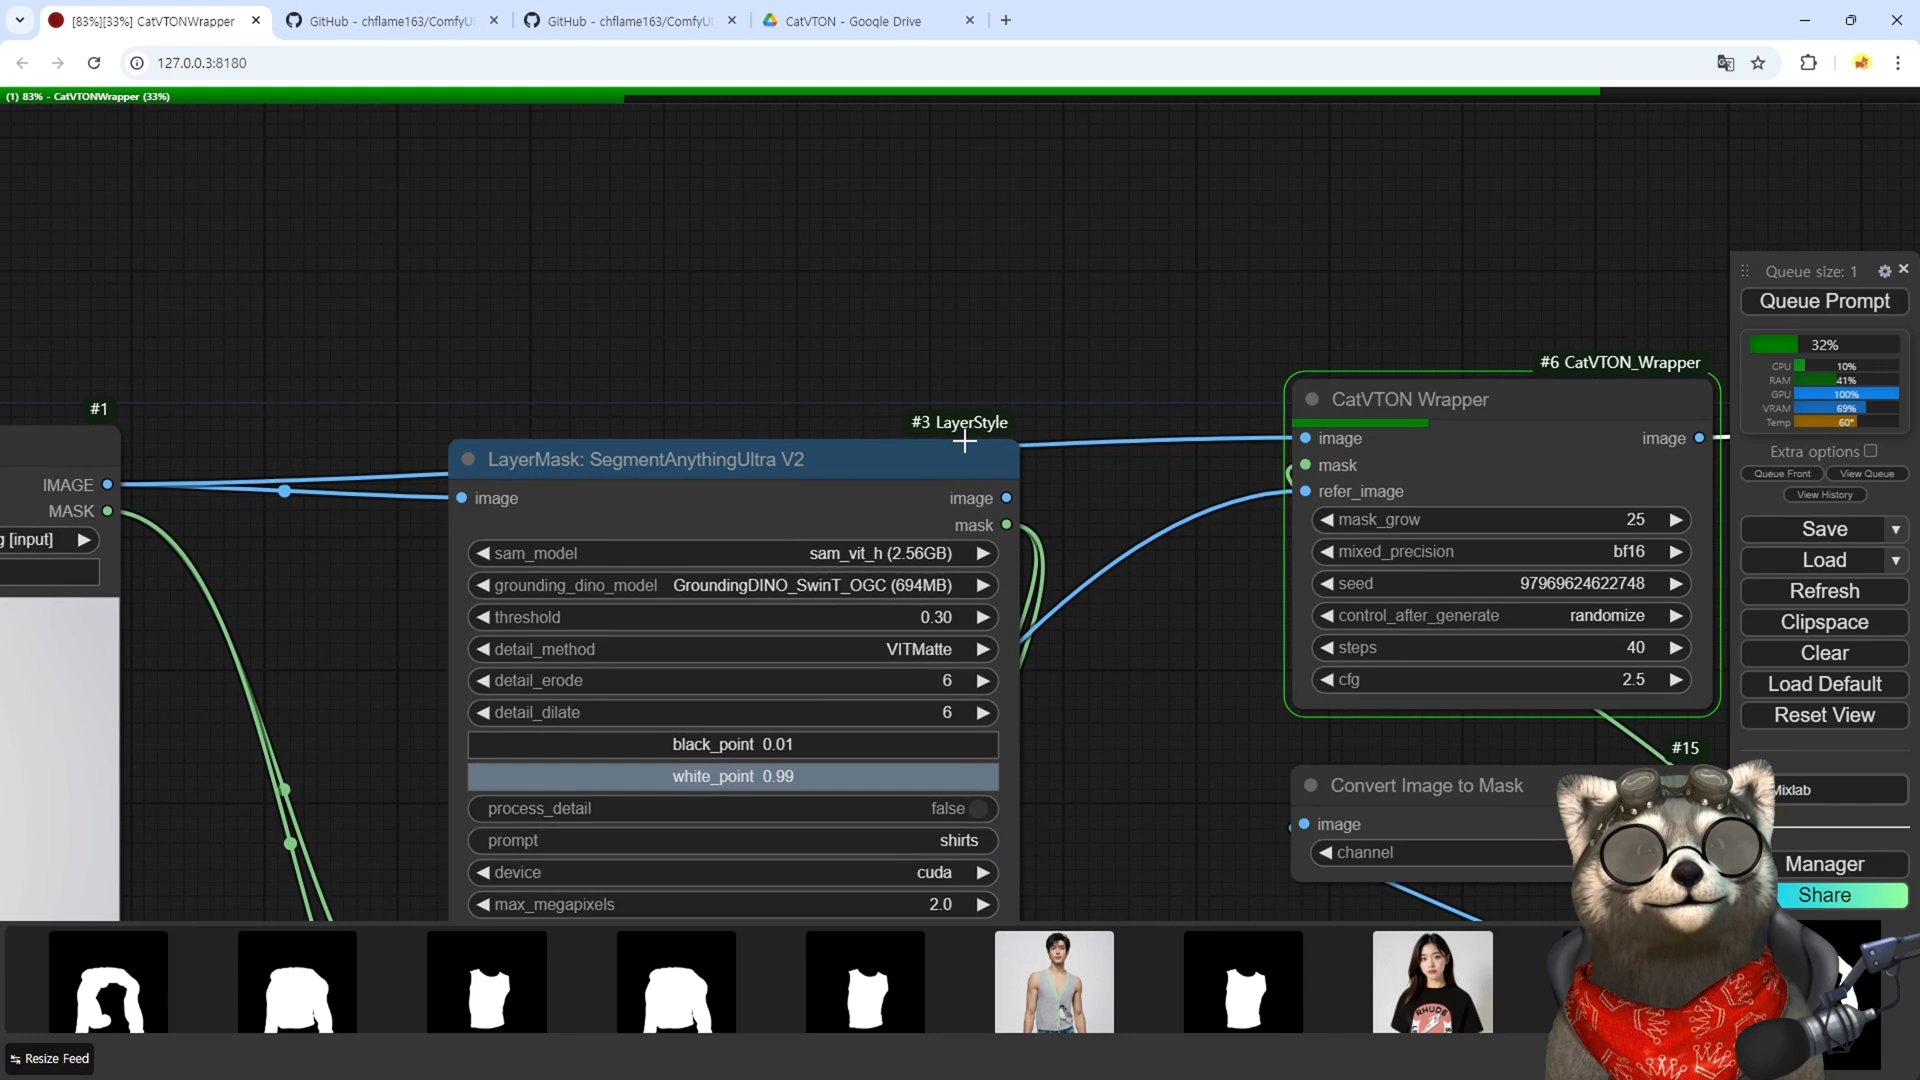 [83%][33%] CatVTONWrapper
GitHub - chflame163/ComfyUI
GitHub - chflame163/ComfyUI
CatVTON - Google Drive
127.0.0.3:8180
(1) 83% - CatVTONWrapper (33%)
#1
IMAGE
MASK
g [input]
#3 LayerStyle
LayerMask: SegmentAnythingUltra V2
image
image
mask
sam_model sam_vit_h (2.56GB)
grounding_dino_model GroundingDINO_SwinT_OGC (694MB)
threshold 0.30
detail_method VITMatte
detail_erode 6
detail_dilate 6
black_point 0.01
white_point 0.99
process_detail false
prompt shirts
device cuda
max_megapixels 2.0
#6 CatVTON_Wrapper
CatVTON Wrapper
image image
mask
refer_image
mask_grow 25
mixed_precision bf16
seed 97969624622748
control_after_generate randomize
steps 40
cfg 2.5
#15
Convert Image to Mask
image
channel
Queue size: 1
Queue Prompt
32%
CPU 10%
RAM 41%
GPU 100%
VRAM 69%
Temp 60°
Extra options
Queue Front View Queue
View History
Save
Load
Refresh
Clipspace
Clear
Load Default
Reset View
Mixlab
Manager
Share
RHUDE
Resize Feed